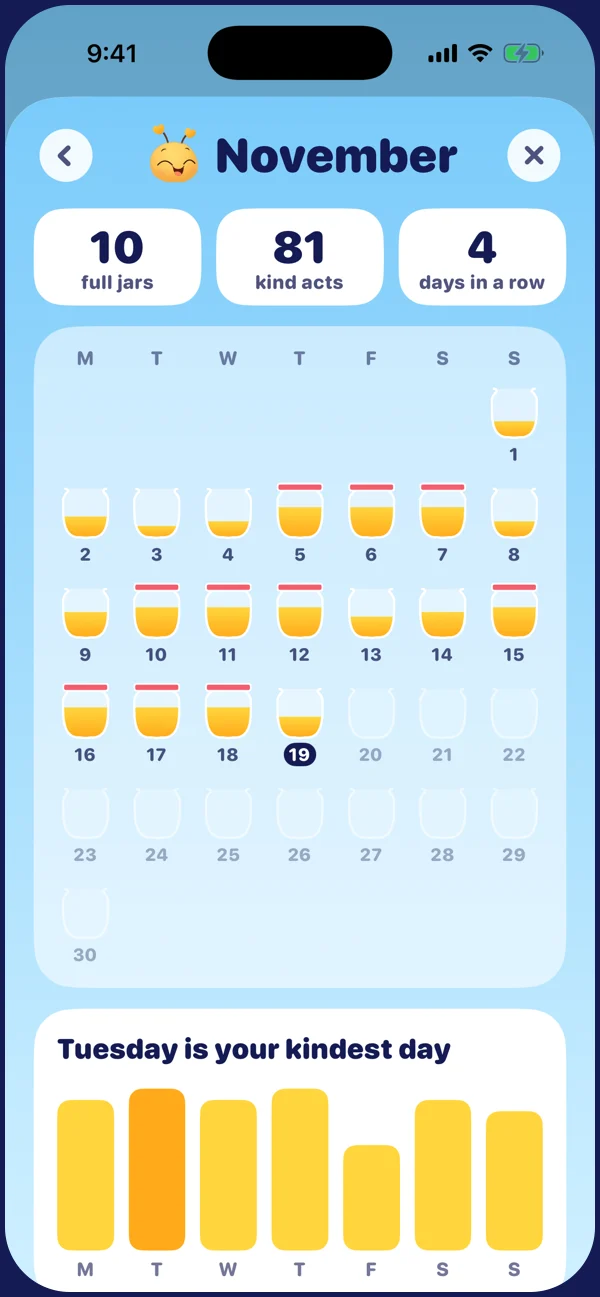 9:41
November
10 81 4
full jars kind acts days in a row
M T W T F S S
1
2 3 4 5 6 7 8
9 10 11 12 13 14 15
16 17 18 19 20 21 22
23 24 25 26 27 28 29
30
Tuesday is your kindest day
M T W T F S S